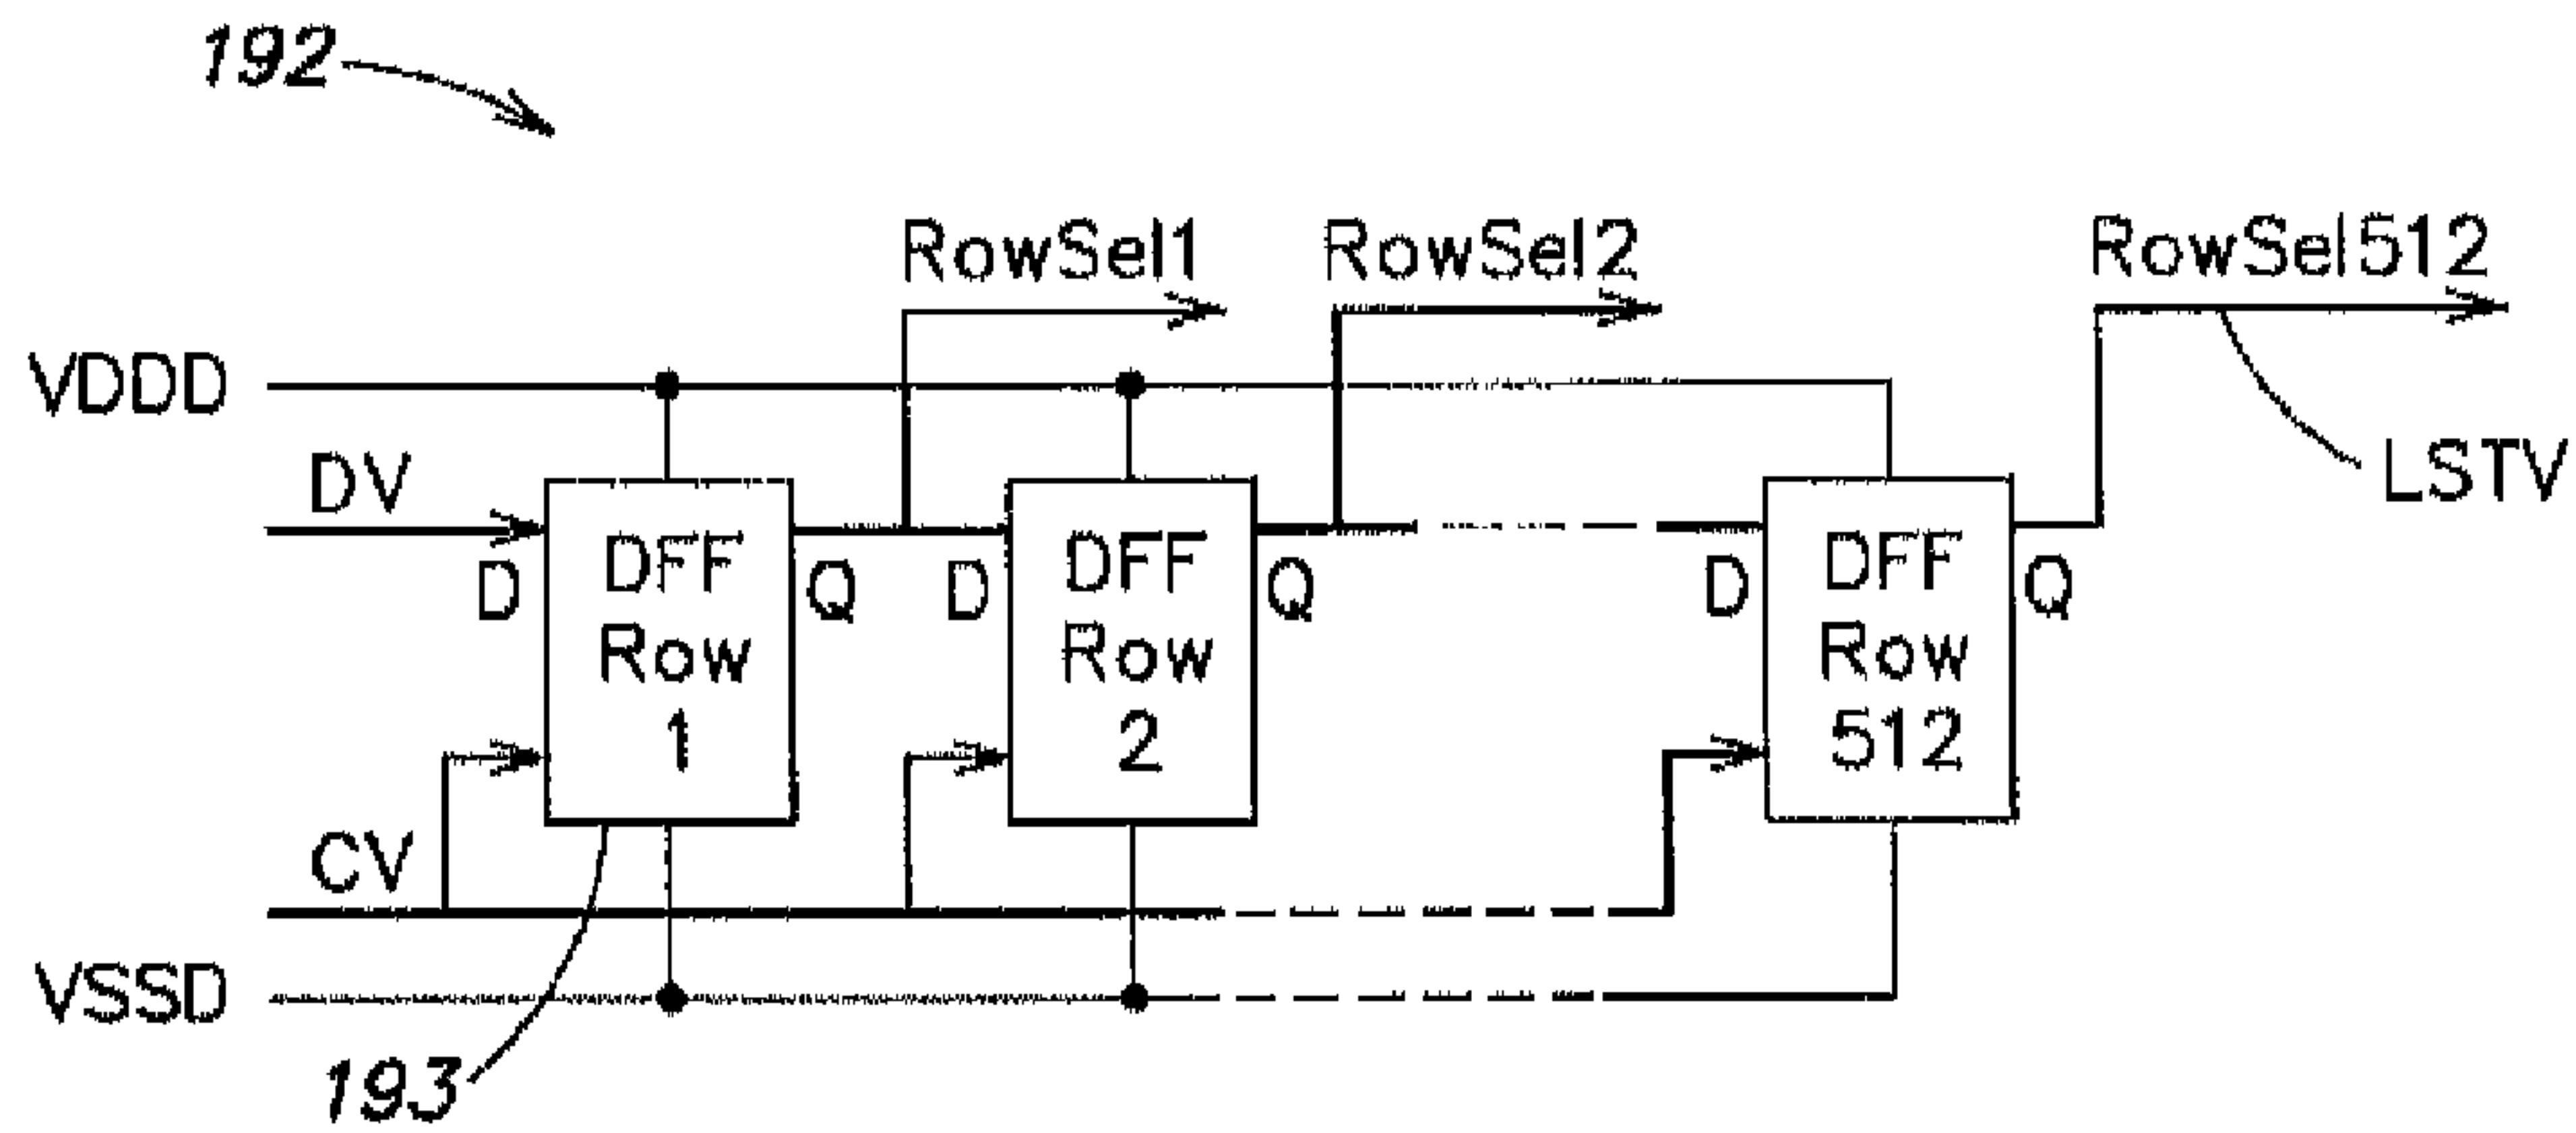 192
RowSel1 RowSel2 RowSel512
VDDD
DV
LSTV
D DFF Row 1 Q
D DFF Row 2 Q
D DFF Row 512 Q
CV
VSSD
193